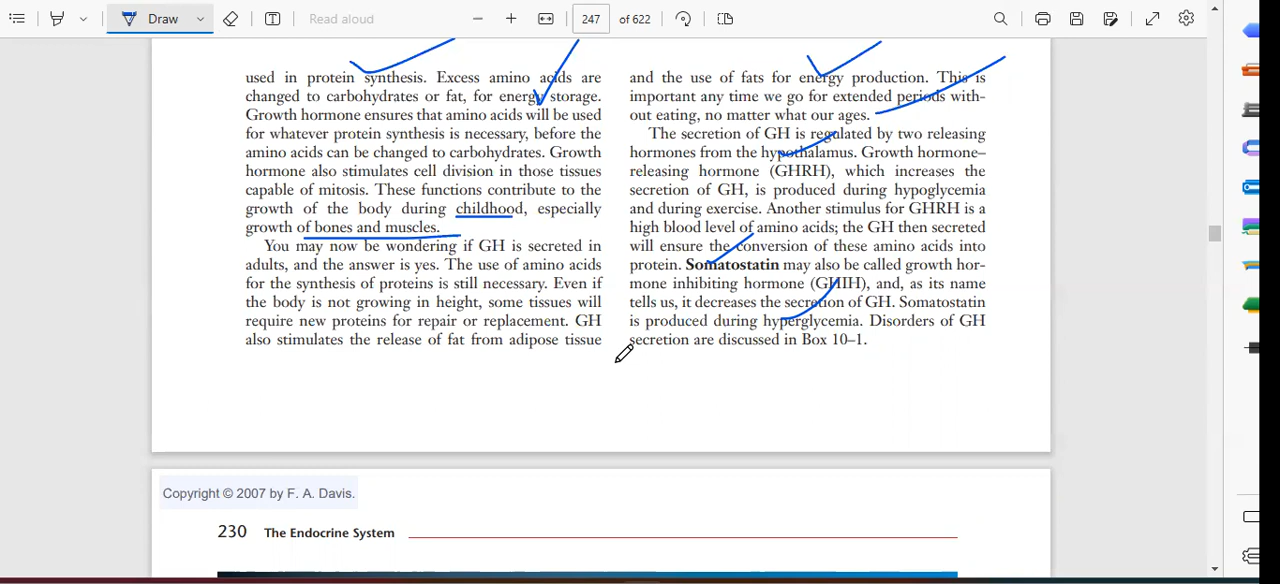 Draw
Read aloud
247
of 622
used in protein synthesis. Excess amino acids are
changed to carbohydrates or fat, for energy storage.
Growth hormone ensures that amino acids will be used
for whatever protein synthesis is necessary, before the
amino acids can be changed to carbohydrates. Growth
hormone also stimulates cell division in those tissues
capable of mitosis. These functions contribute to the
growth of the body during childhood, especially
growth of bones and muscles.
You may now be wondering if GH is secreted in
adults, and the answer is yes. The use of amino acids
for the synthesis of proteins is still necessary. Even if
the body is not growing in height, some tissues will
require new proteins for repair or replacement. GH
also stimulates the release of fat from adipose tissue
and the use of fats for energy production. This is
important any time we go for extended periods with-
out eating, no matter what our ages.
The secretion of GH is regulated by two releasing
hormones from the hypothalamus. Growth hormone–
releasing hormone (GHRH), which increases the
secretion of GH, is produced during hypoglycemia
and during exercise. Another stimulus for GHRH is a
high blood level of amino acids; the GH then secreted
will ensure the conversion of these amino acids into
protein. Somatostatin may also be called growth hor-
mone inhibiting hormone (GHIH), and, as its name
tells us, it decreases the secretion of GH. Somatostatin
is produced during hyperglycemia. Disorders of GH
secretion are discussed in Box 10–1.
Copyright © 2007 by F. A. Davis.
230 The Endocrine System